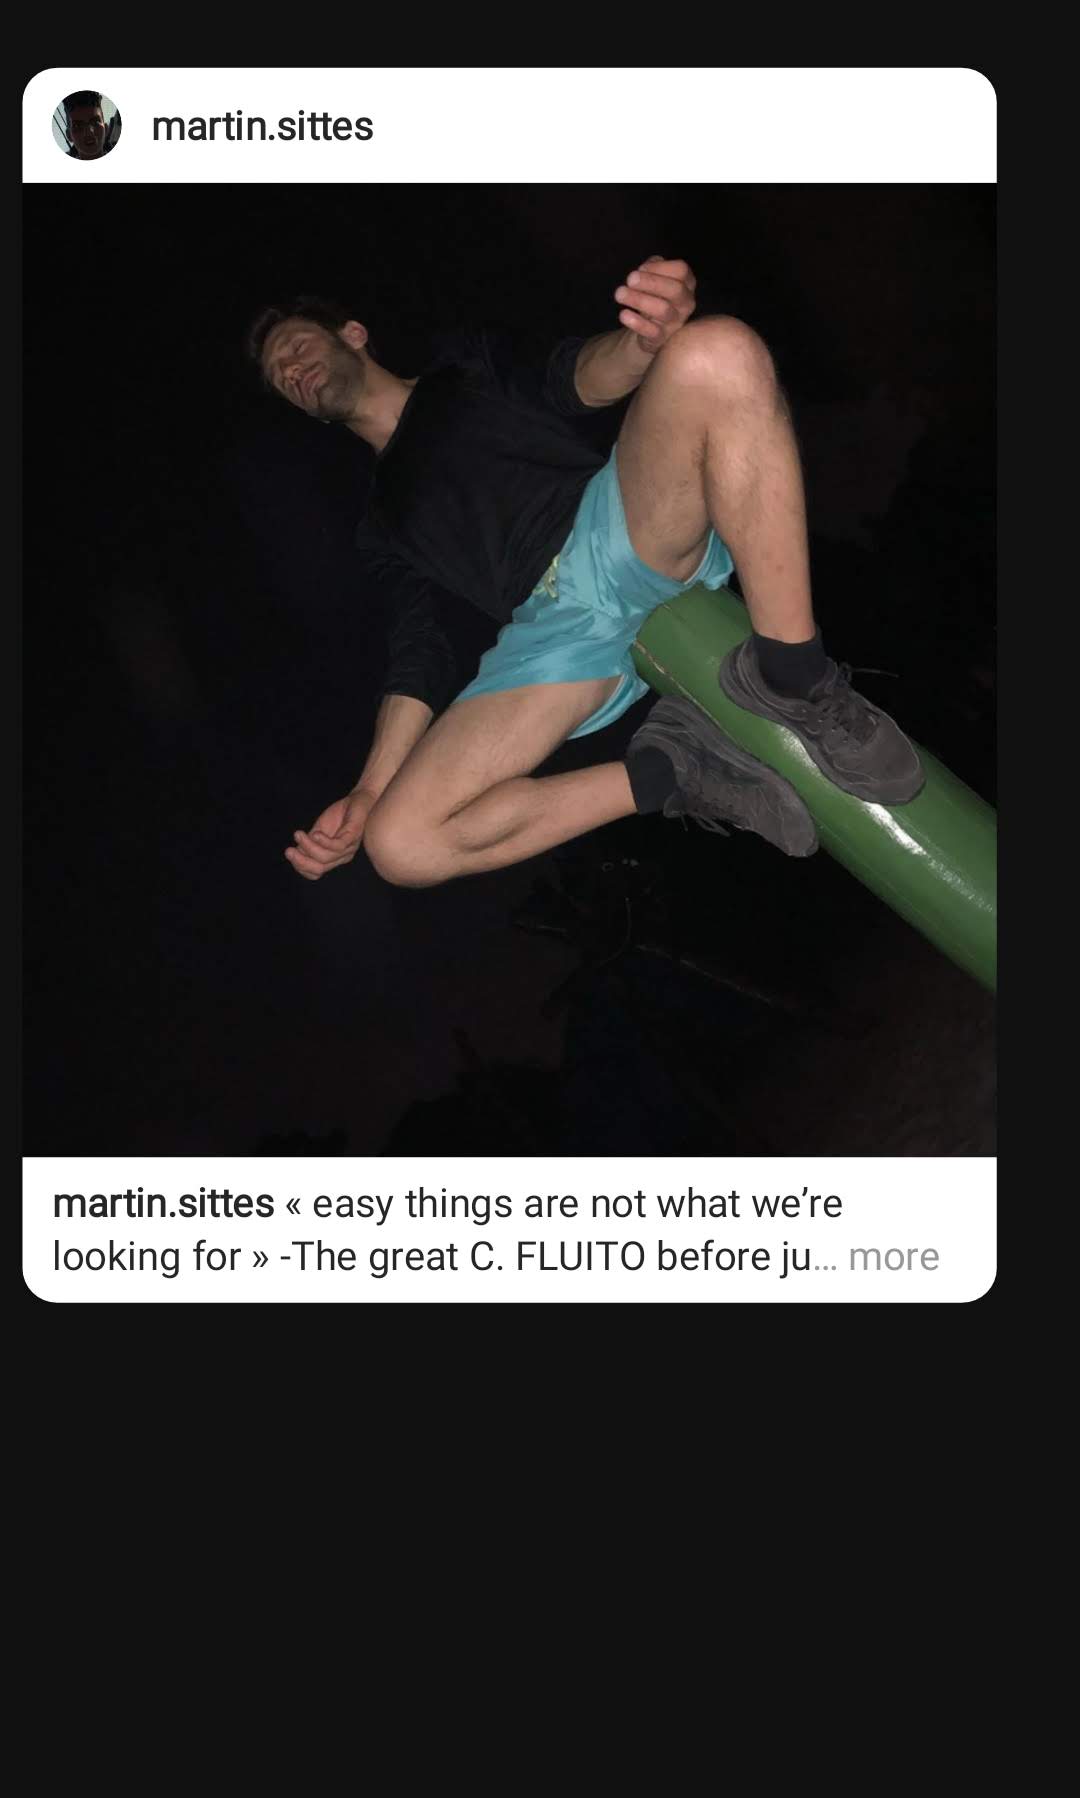 martin.sittes
martin.sittes « easy things are not what we’re
looking for » -The great C. FLUITO before ju... more